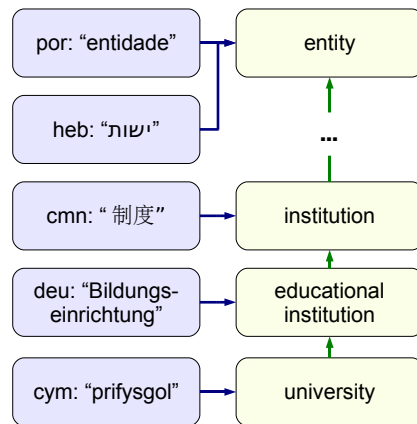 por: "entidade"
entity
heb: "ישות"
...
cmn: " 制度"
institution
deu: "Bildungs-
einrichtung"
educational
institution
cym: "prifysgol"
university